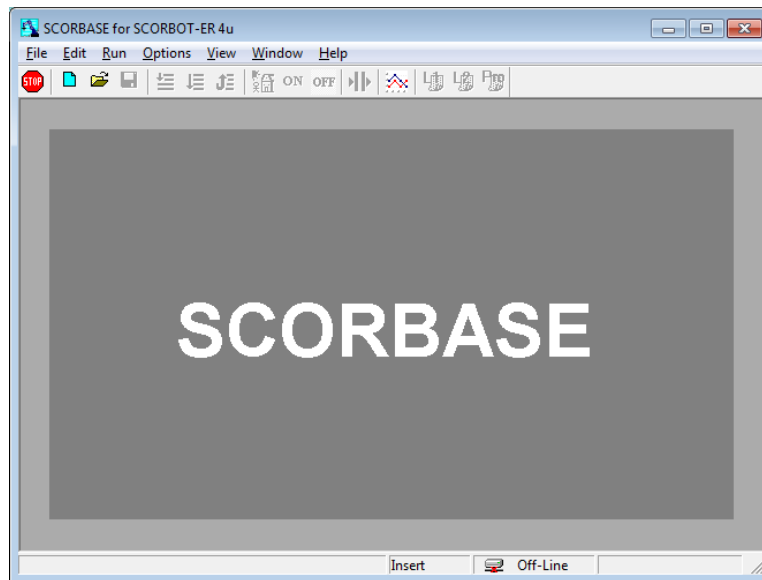 SCORBASE for SCORBOT-ER 4u
File Edit Run Options View Window Help
STOP ON OFF
SCORBASE
Insert Off-Line